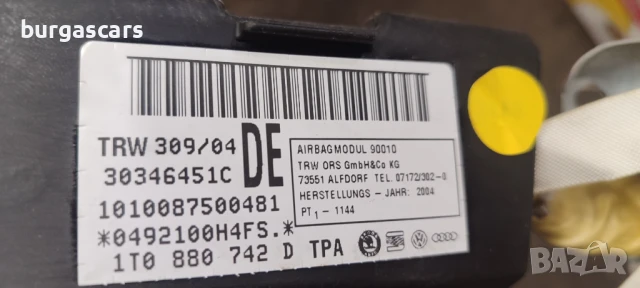 burgascars
TRW 309/04
DE
30346451C
1010087500481
*0492100H4FS.*
1T0 880 742 D TPA
AIRBAGMODUL 90010
TRW ORS GmbH&Co KG
73551 ALFDORF TEL. 07172/302-0
HERSTELLUNGS - JAHR: 2004
PT1 - 1144
BAZAR